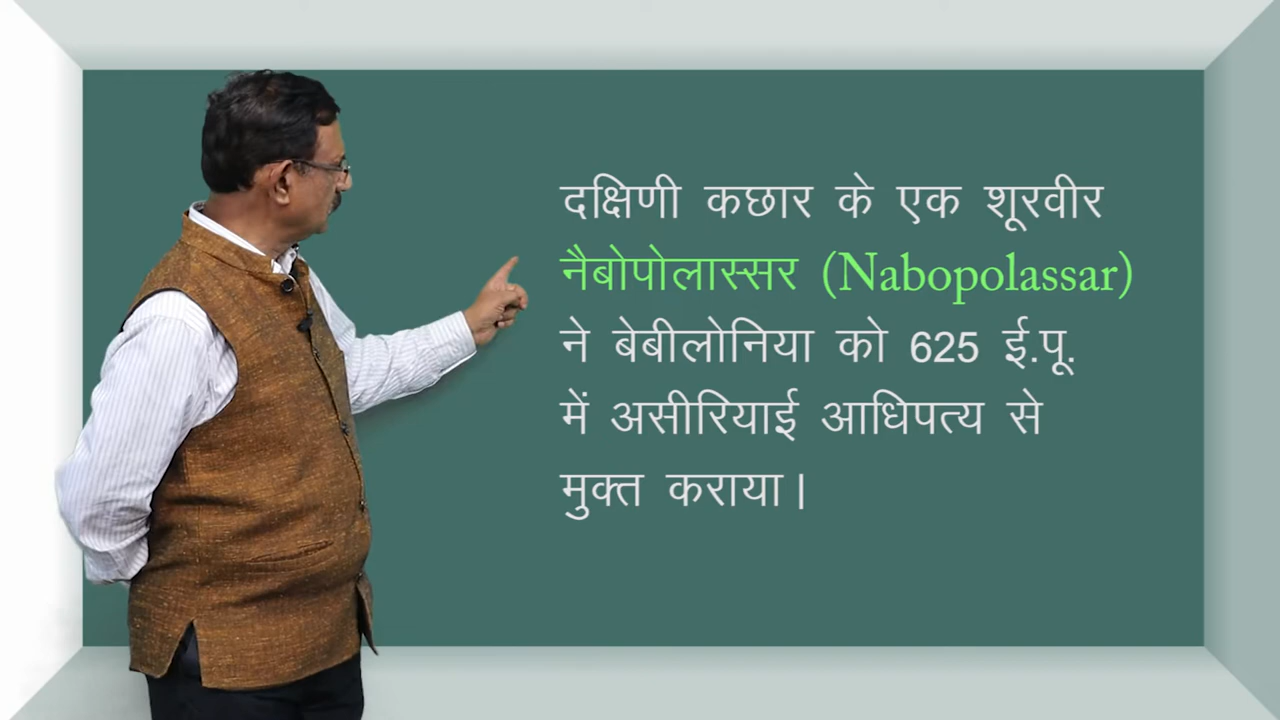 दक्षिणी कछार के एक शूरवीर
नैबोपोलास्सर (Nabopolassar)
ने बेबीलोनिया को 625 ई.पू.
में असीरियाई आधिपत्य से
मुक्त कराया।